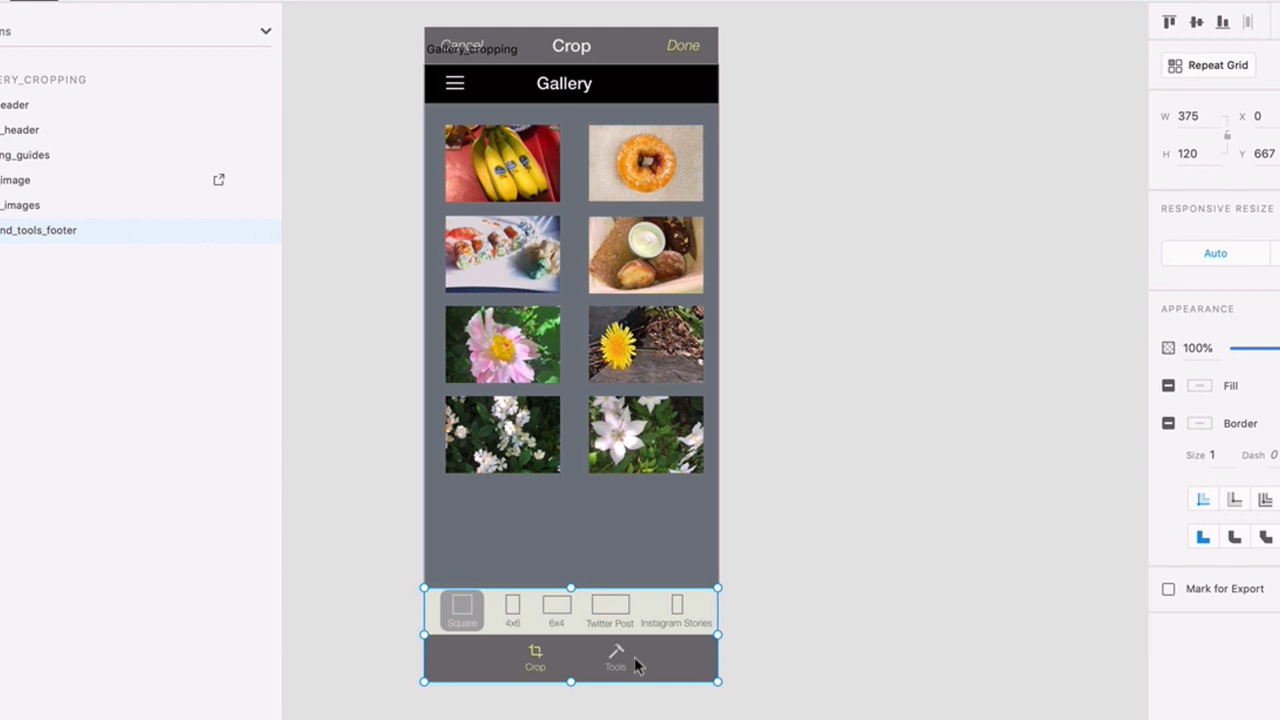 ns
ERY_CROPPING
eader
_header
ng_guides
image
_images
nd_tools_footer
Cancel Crop Done
Gallery_cropping
Gallery
Square 4x6 6x4 Twitter Post Instagram Stories
Crop Tools
Repeat Grid
W 375 X 0
H 120 Y 667
RESPONSIVE RESIZE
Auto
APPEARANCE
100%
Fill
Border
Size 1 Dash 0
Mark for Export